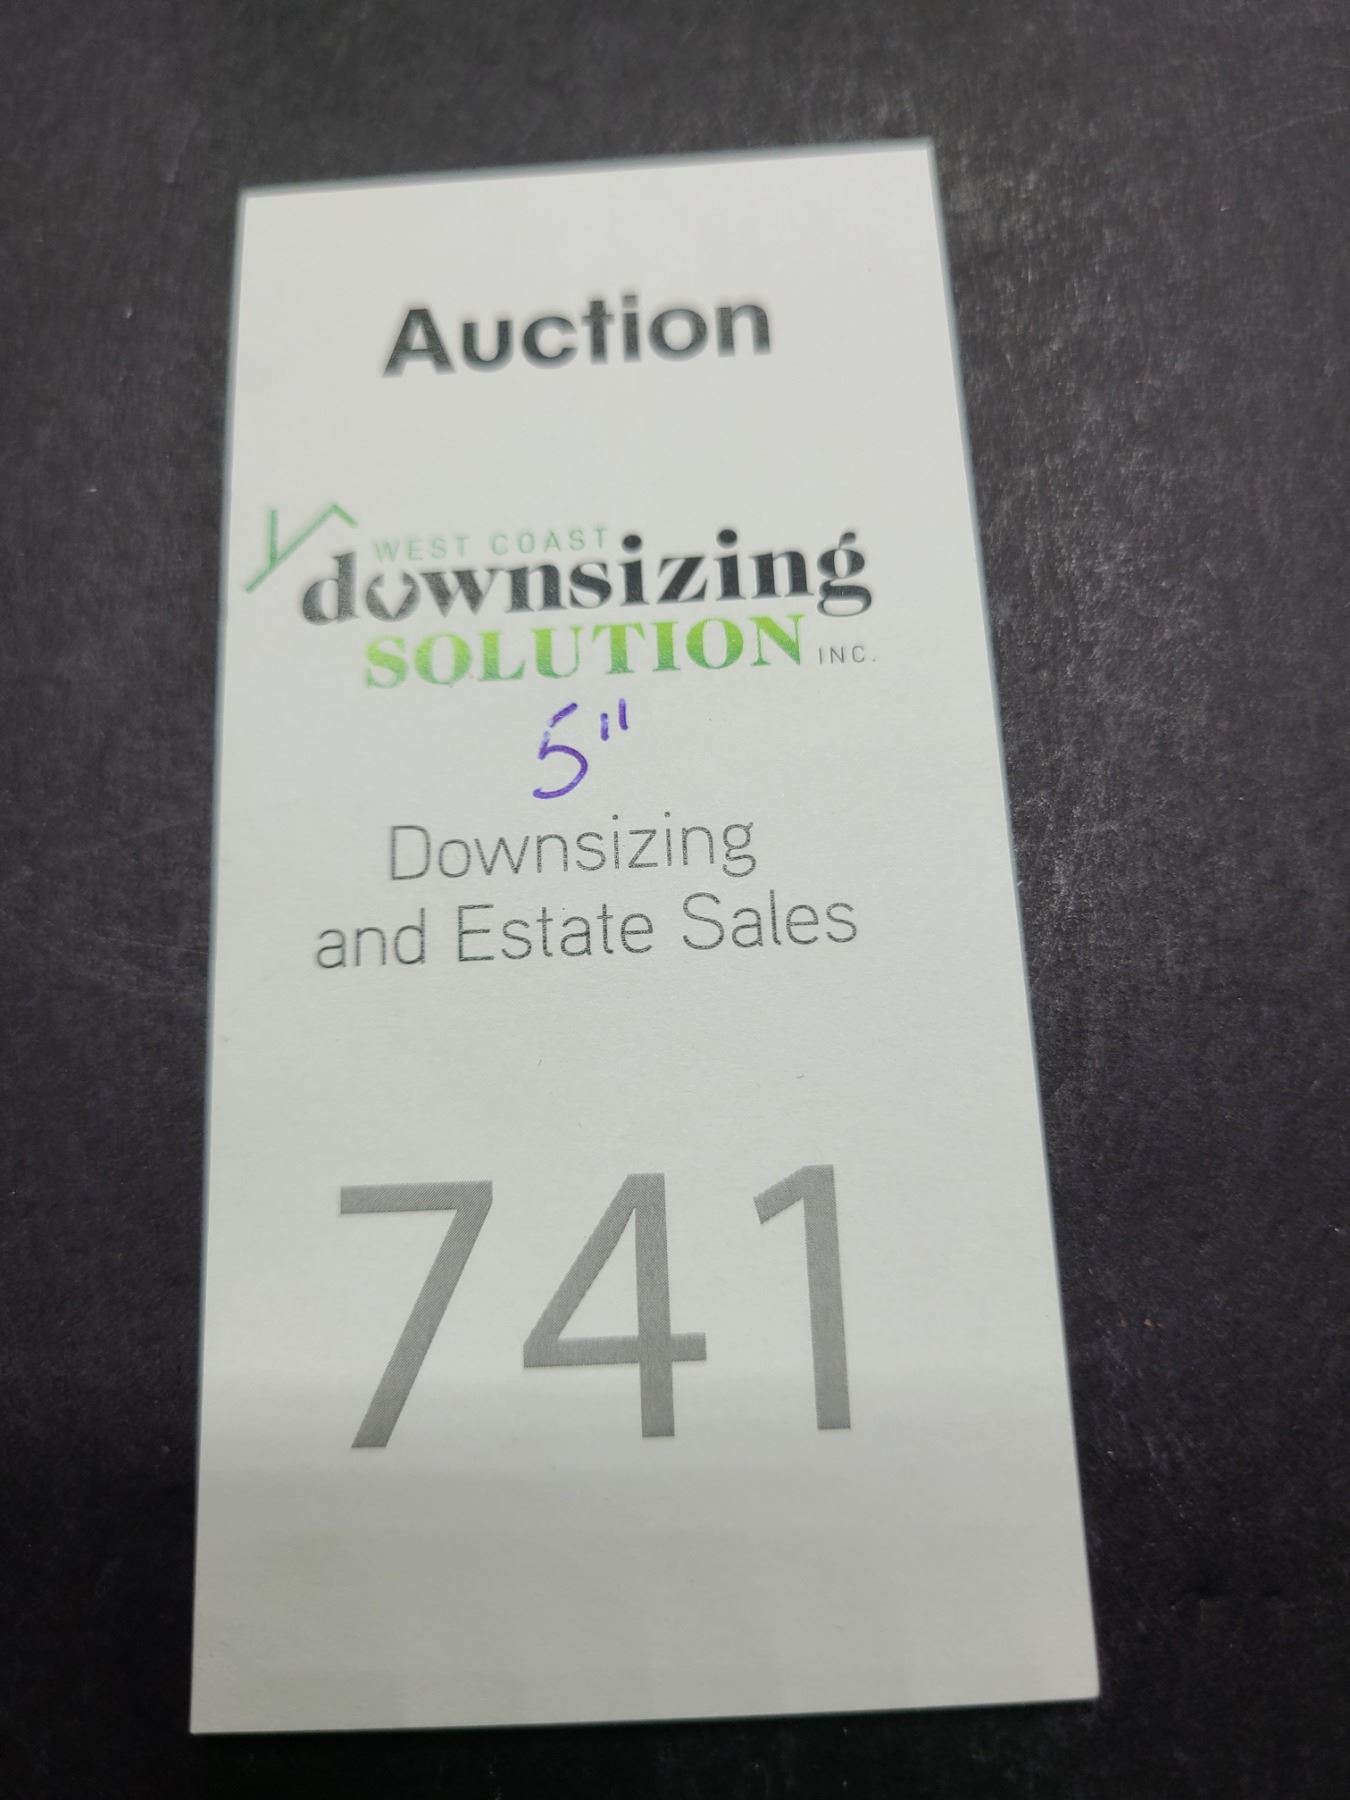 Auction
WEST COAST
downsizing
SOLUTION INC.
5"
Downsizing
and Estate Sales
741